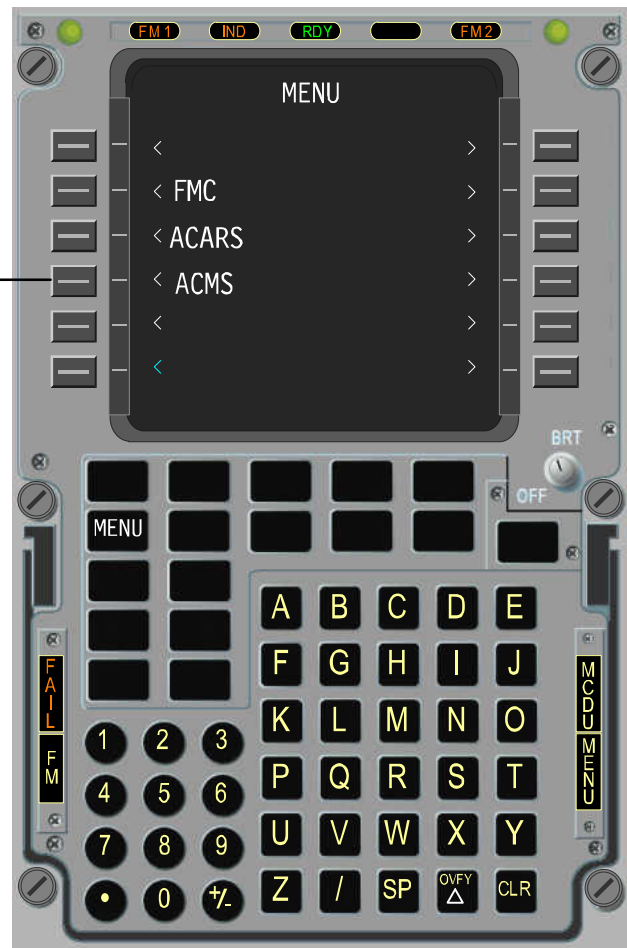 FM1 IND RDY FM2
MENU
<  >
< FMC >
< ACARS >
< ACMS >
<  >
<  >
BRT
OFF
MENU
A B C D E
F G H I J
K L M N O
P Q R S T
U V W X Y
Z / SP OVFY △ CLR
1 2 3
4 5 6
7 8 9
• 0 +/-
FAIL
FM
MCDU
MENU